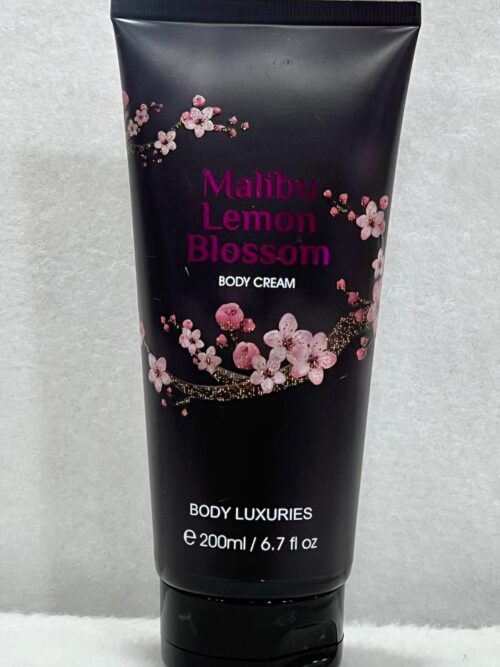 Malibu
Lemon
Blossom
BODY CREAM
BODY LUXURIES
℮ 200ml / 6.7 fl oz